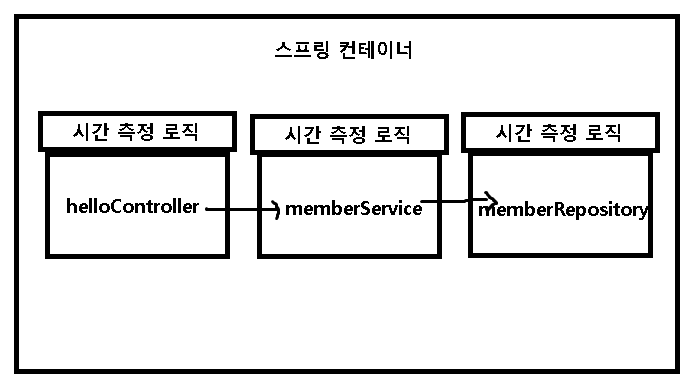 스프링 컨테이너
시간 측정 로직
시간 측정 로직
시간 측정 로직
helloController
memberService
memberRepository